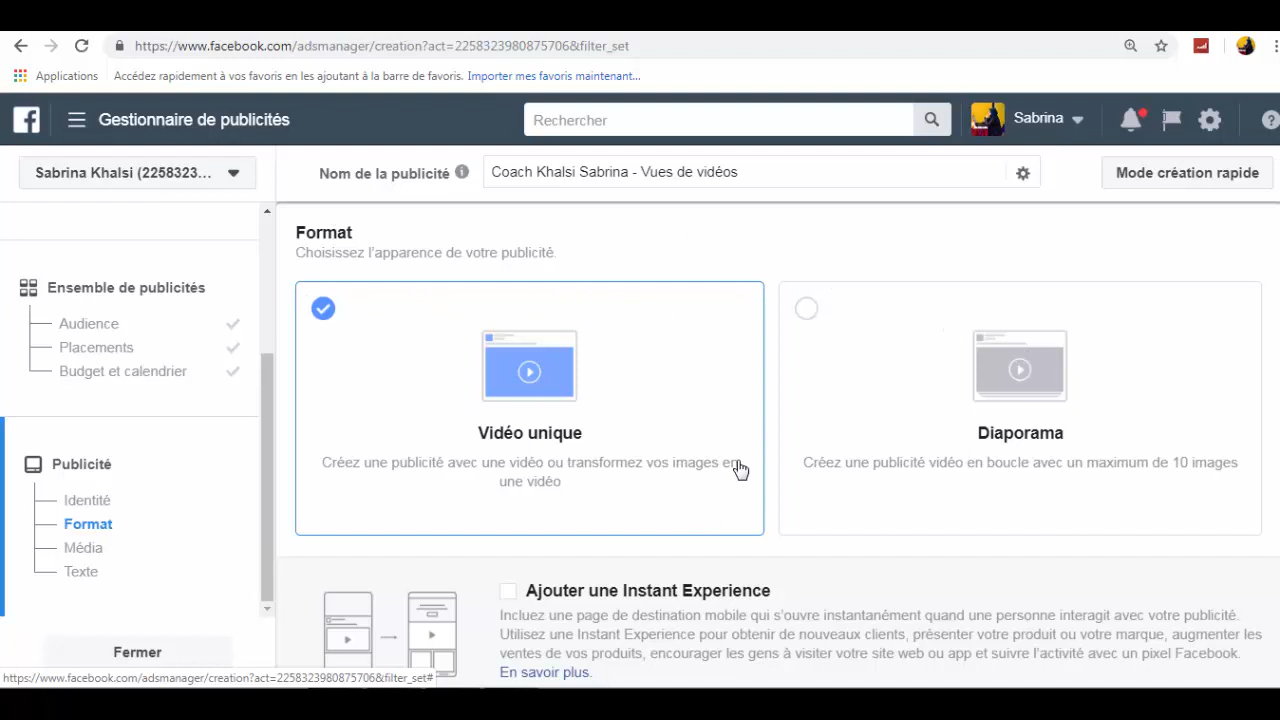 https://www.facebook.com/adsmanager/creation?act=2258323980875706&filter_set
Applications
Accédez rapidement à vos favoris en les ajoutant à la barre de favoris. Importer mes favoris maintenant...
Gestionnaire de publicités
Rechercher
Sabrina
Sabrina Khalsi (2258323...
Nom de la publicité
Coach Khalsi Sabrina - Vues de vidéos
Mode création rapide
Ensemble de publicités
Audience
Placements
Budget et calendrier
Publicité
Identité
Format
Média
Texte
Fermer
Format
Choisissez l'apparence de votre publicité.
Vidéo unique
Créez une publicité avec une vidéo ou transformez vos images en
une vidéo
Diaporama
Créez une publicité vidéo en boucle avec un maximum de 10 images
Ajouter une Instant Experience
Incluez une page de destination mobile qui s'ouvre instantanément quand une personne interagit avec votre publicité.
Utilisez une Instant Experience pour obtenir de nouveaux clients, présenter votre produit ou votre marque, augmenter les
ventes de vos produits, encourager les gens à visiter votre site web ou app et suivre l'activité avec un pixel Facebook.
En savoir plus.
https://www.facebook.com/adsmanager/creation?act=2258323980875706&filter_set#